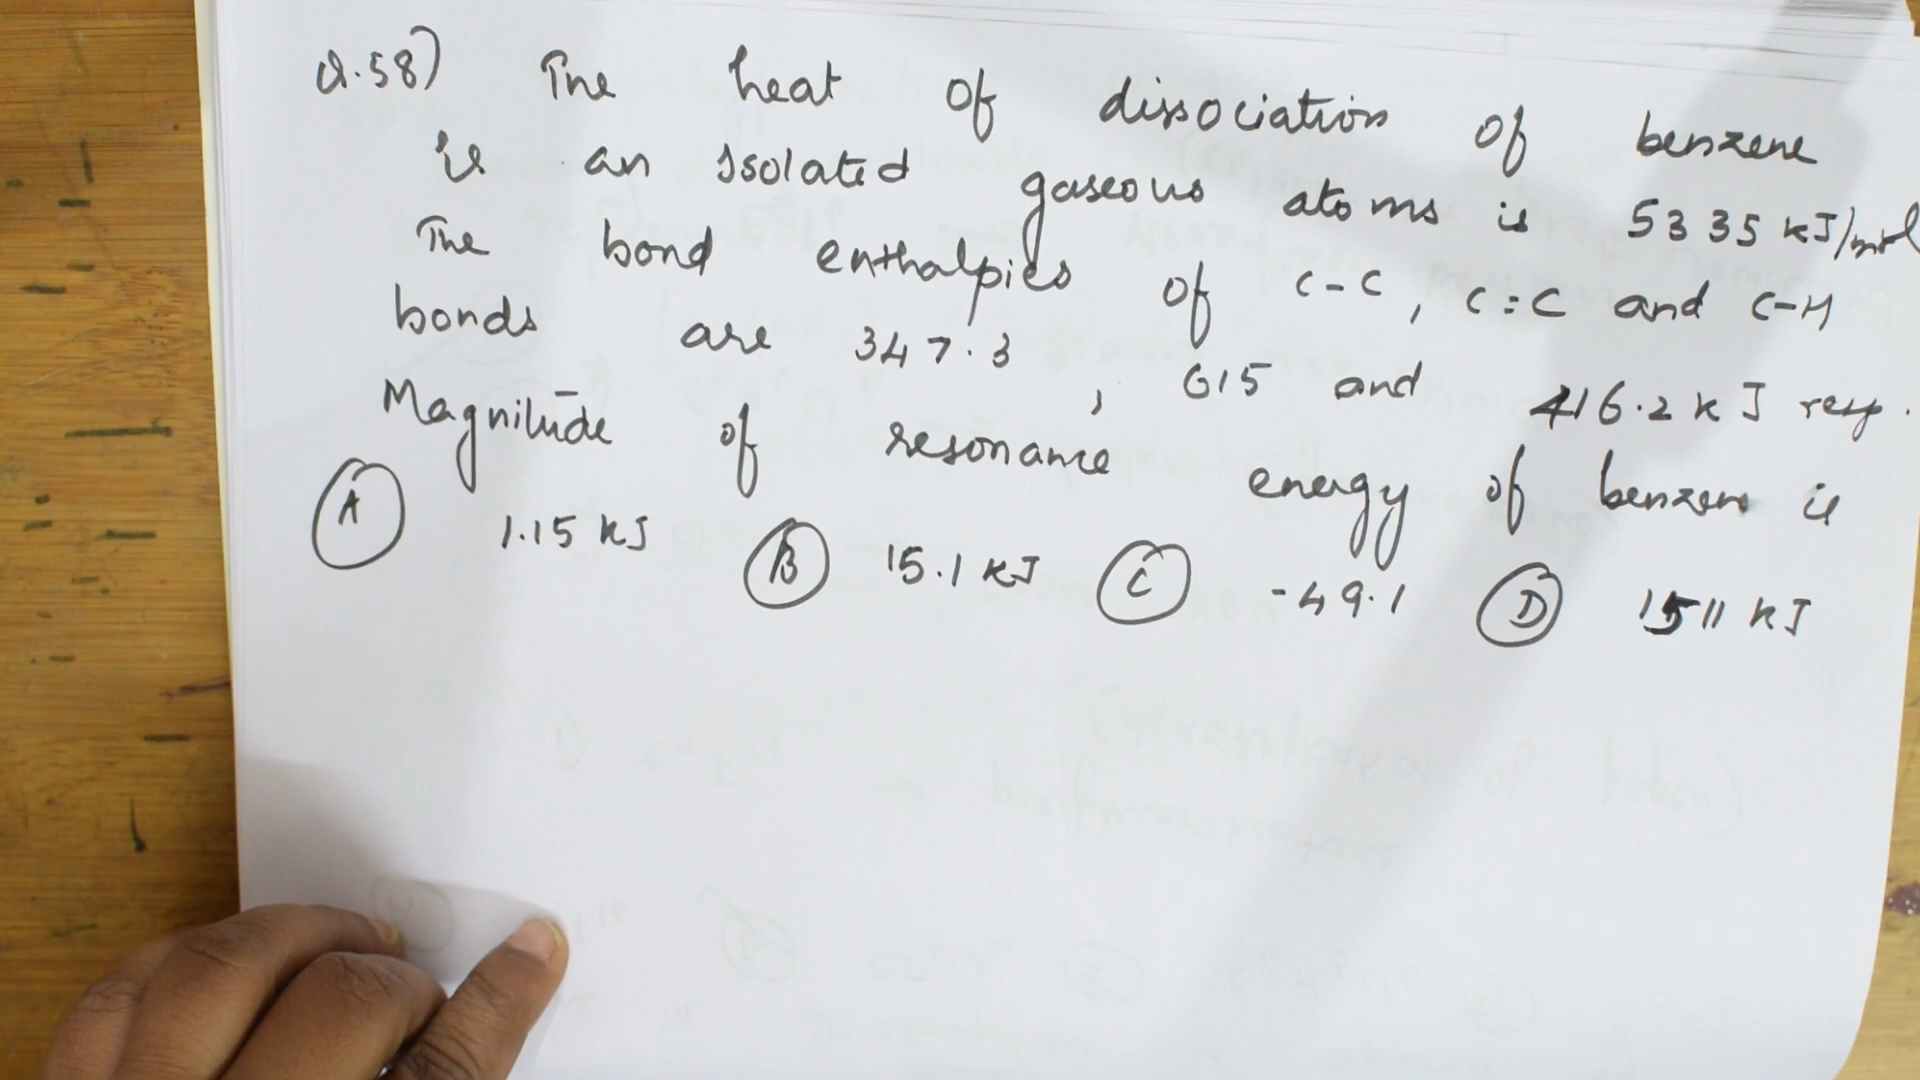 Q.58) The heat of dissociation of benzene
is an Isolated gaseous atoms is 5335 kJ/mol
The bond enthalpies of C-C, C=C and C-H
bonds are 347.3, 615 and 416.2 kJ resp.
Magnitude of resonance energy of benzene is
A 1.15 kJ B 15.1 kJ C -49.1 D 1511 kJ